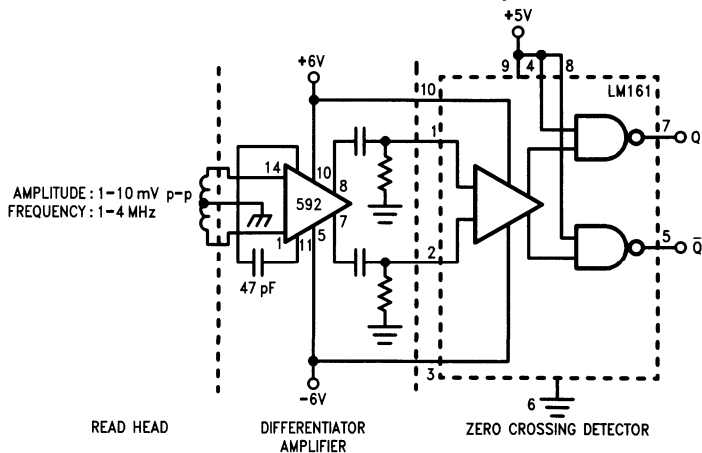 +5V
+6V
9 4 8
LM161
10
1
7 Q
14
10
8
AMPLITUDE: 1–10 mV p–p
FREQUENCY: 1–4 MHz
592
7
1
11
5
2
5 Q̅
47 pF
3
-6V
6
READ HEAD
DIFFERENTIATOR
AMPLIFIER
ZERO CROSSING DETECTOR